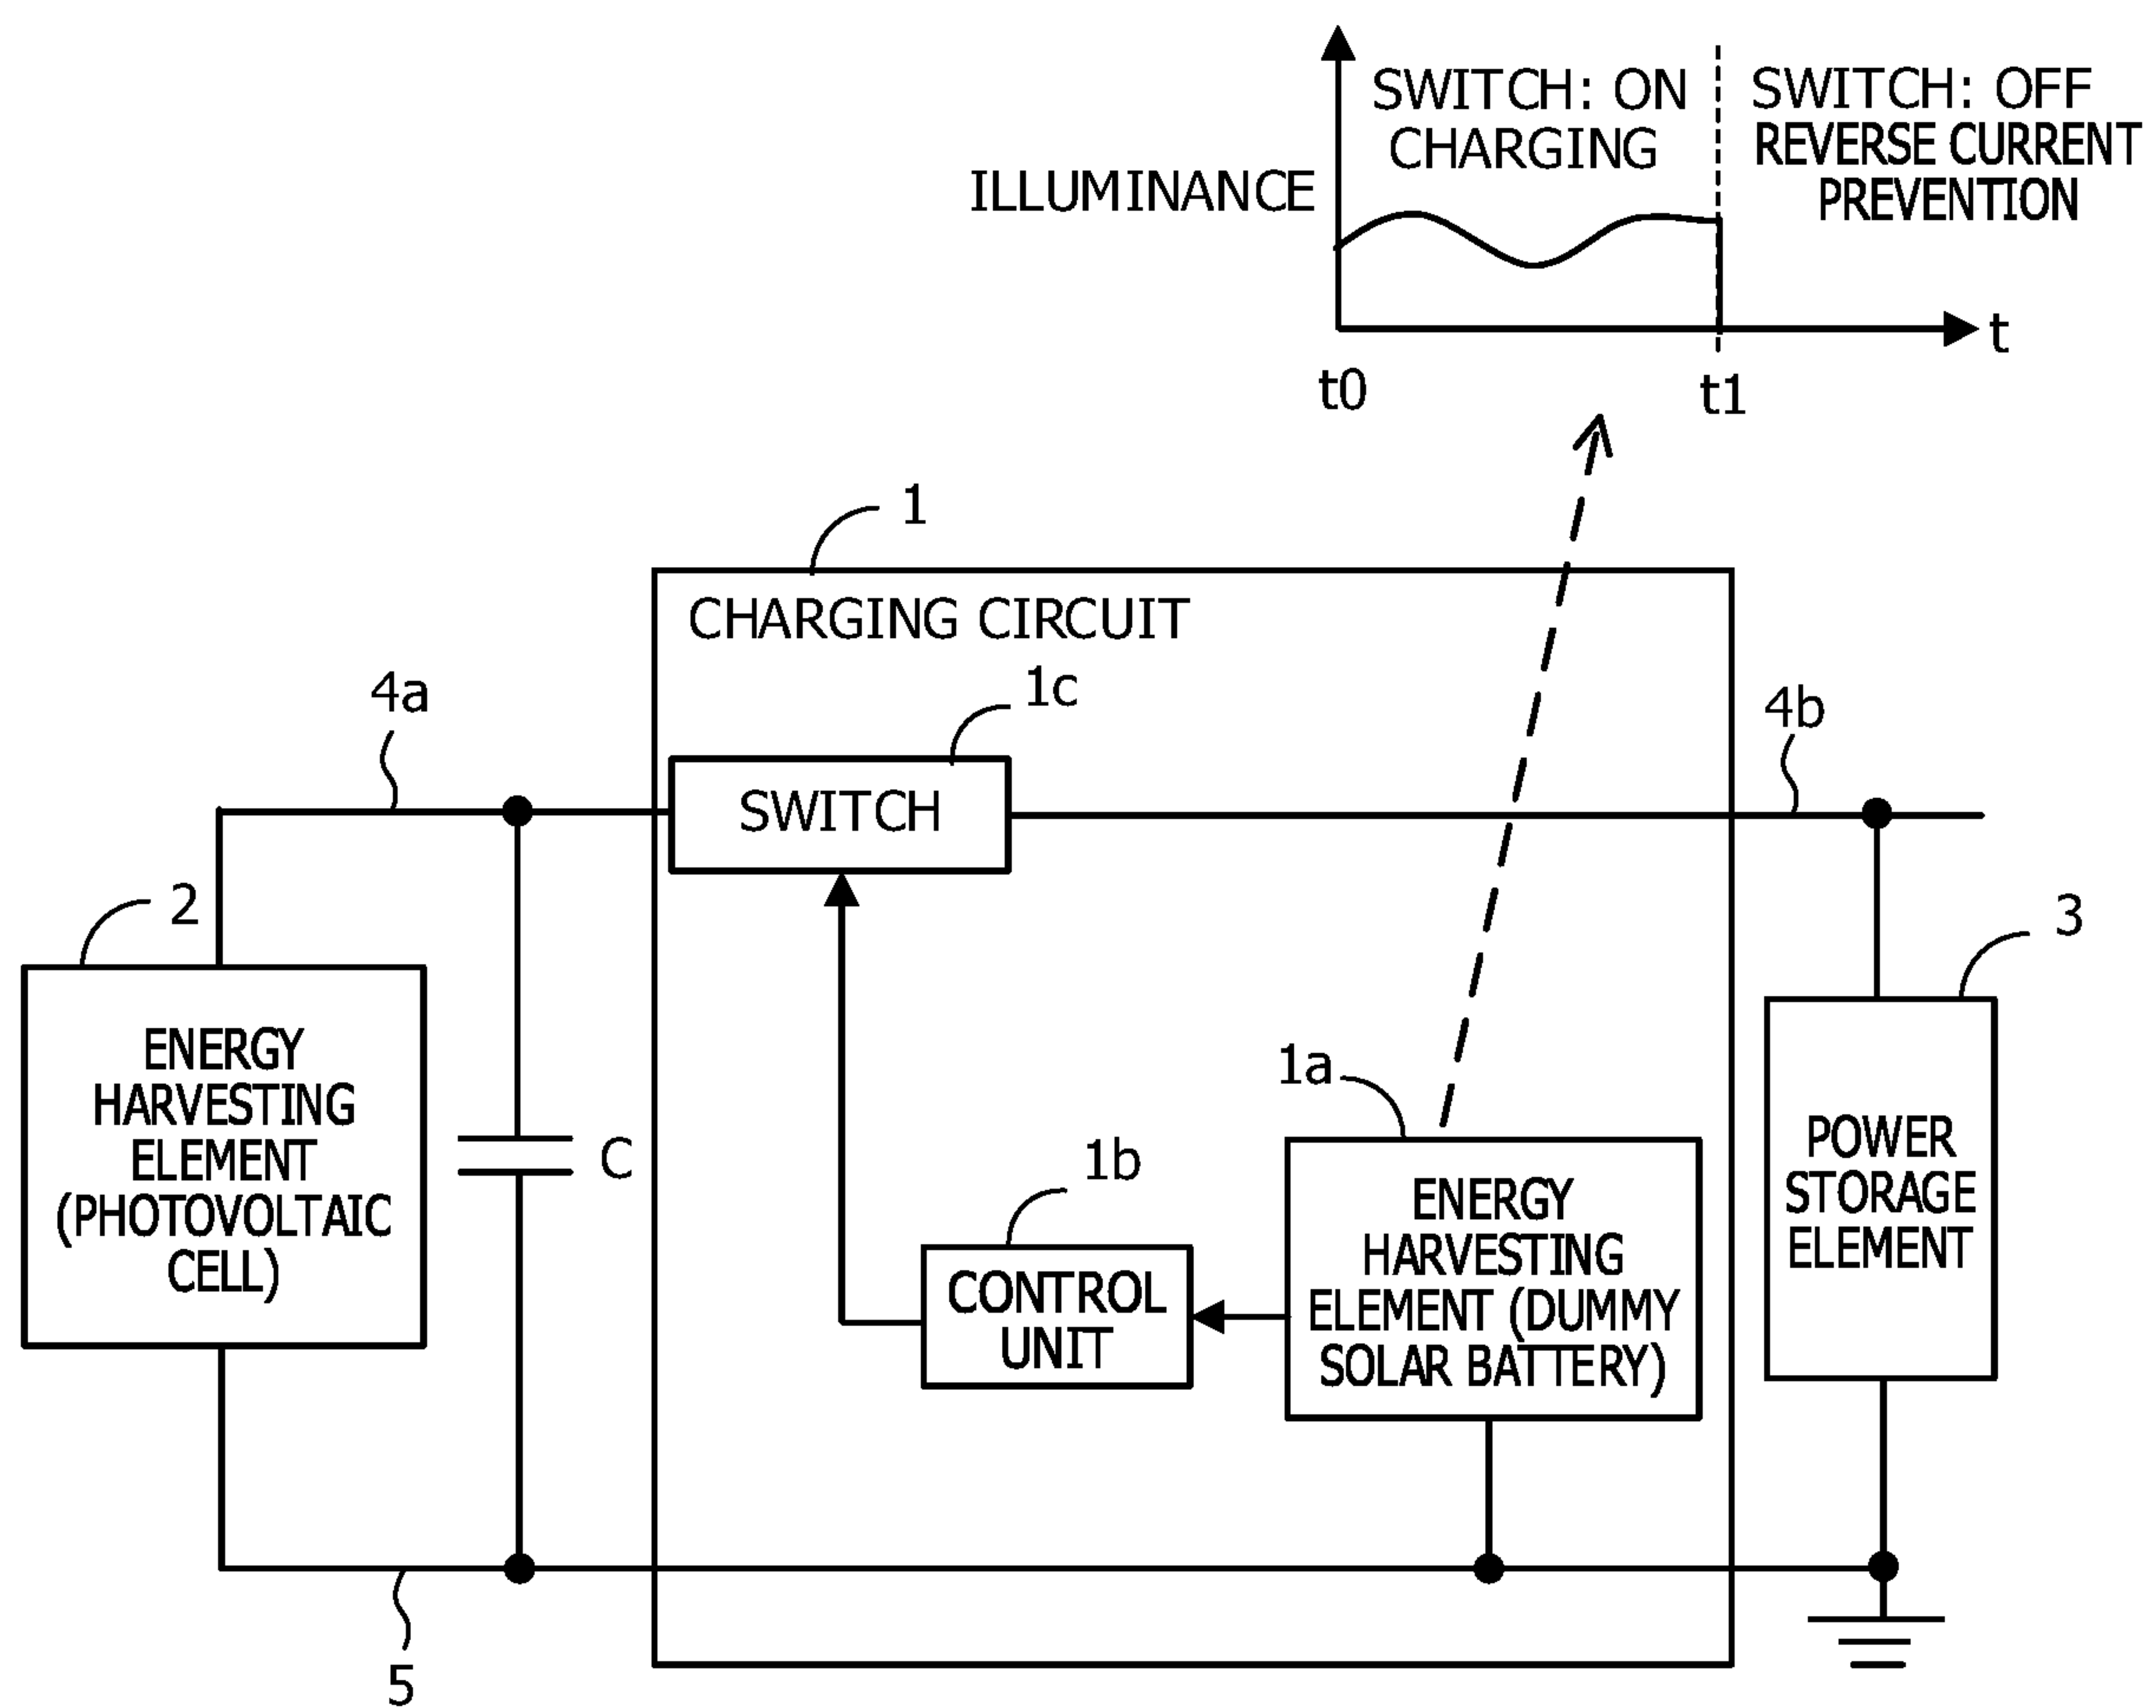 SWITCH: ON
CHARGING
SWITCH: OFF
REVERSE CURRENT
PREVENTION
ILLUMINANCE
t
t0
t1
1
CHARGING CIRCUIT
1c
4a
4b
SWITCH
2
3
ENERGY
HARVESTING
ELEMENT
(PHOTOVOLTAIC
CELL)
C
1a
1b
CONTROL
UNIT
ENERGY
HARVESTING
ELEMENT (DUMMY
SOLAR BATTERY)
POWER
STORAGE
ELEMENT
5